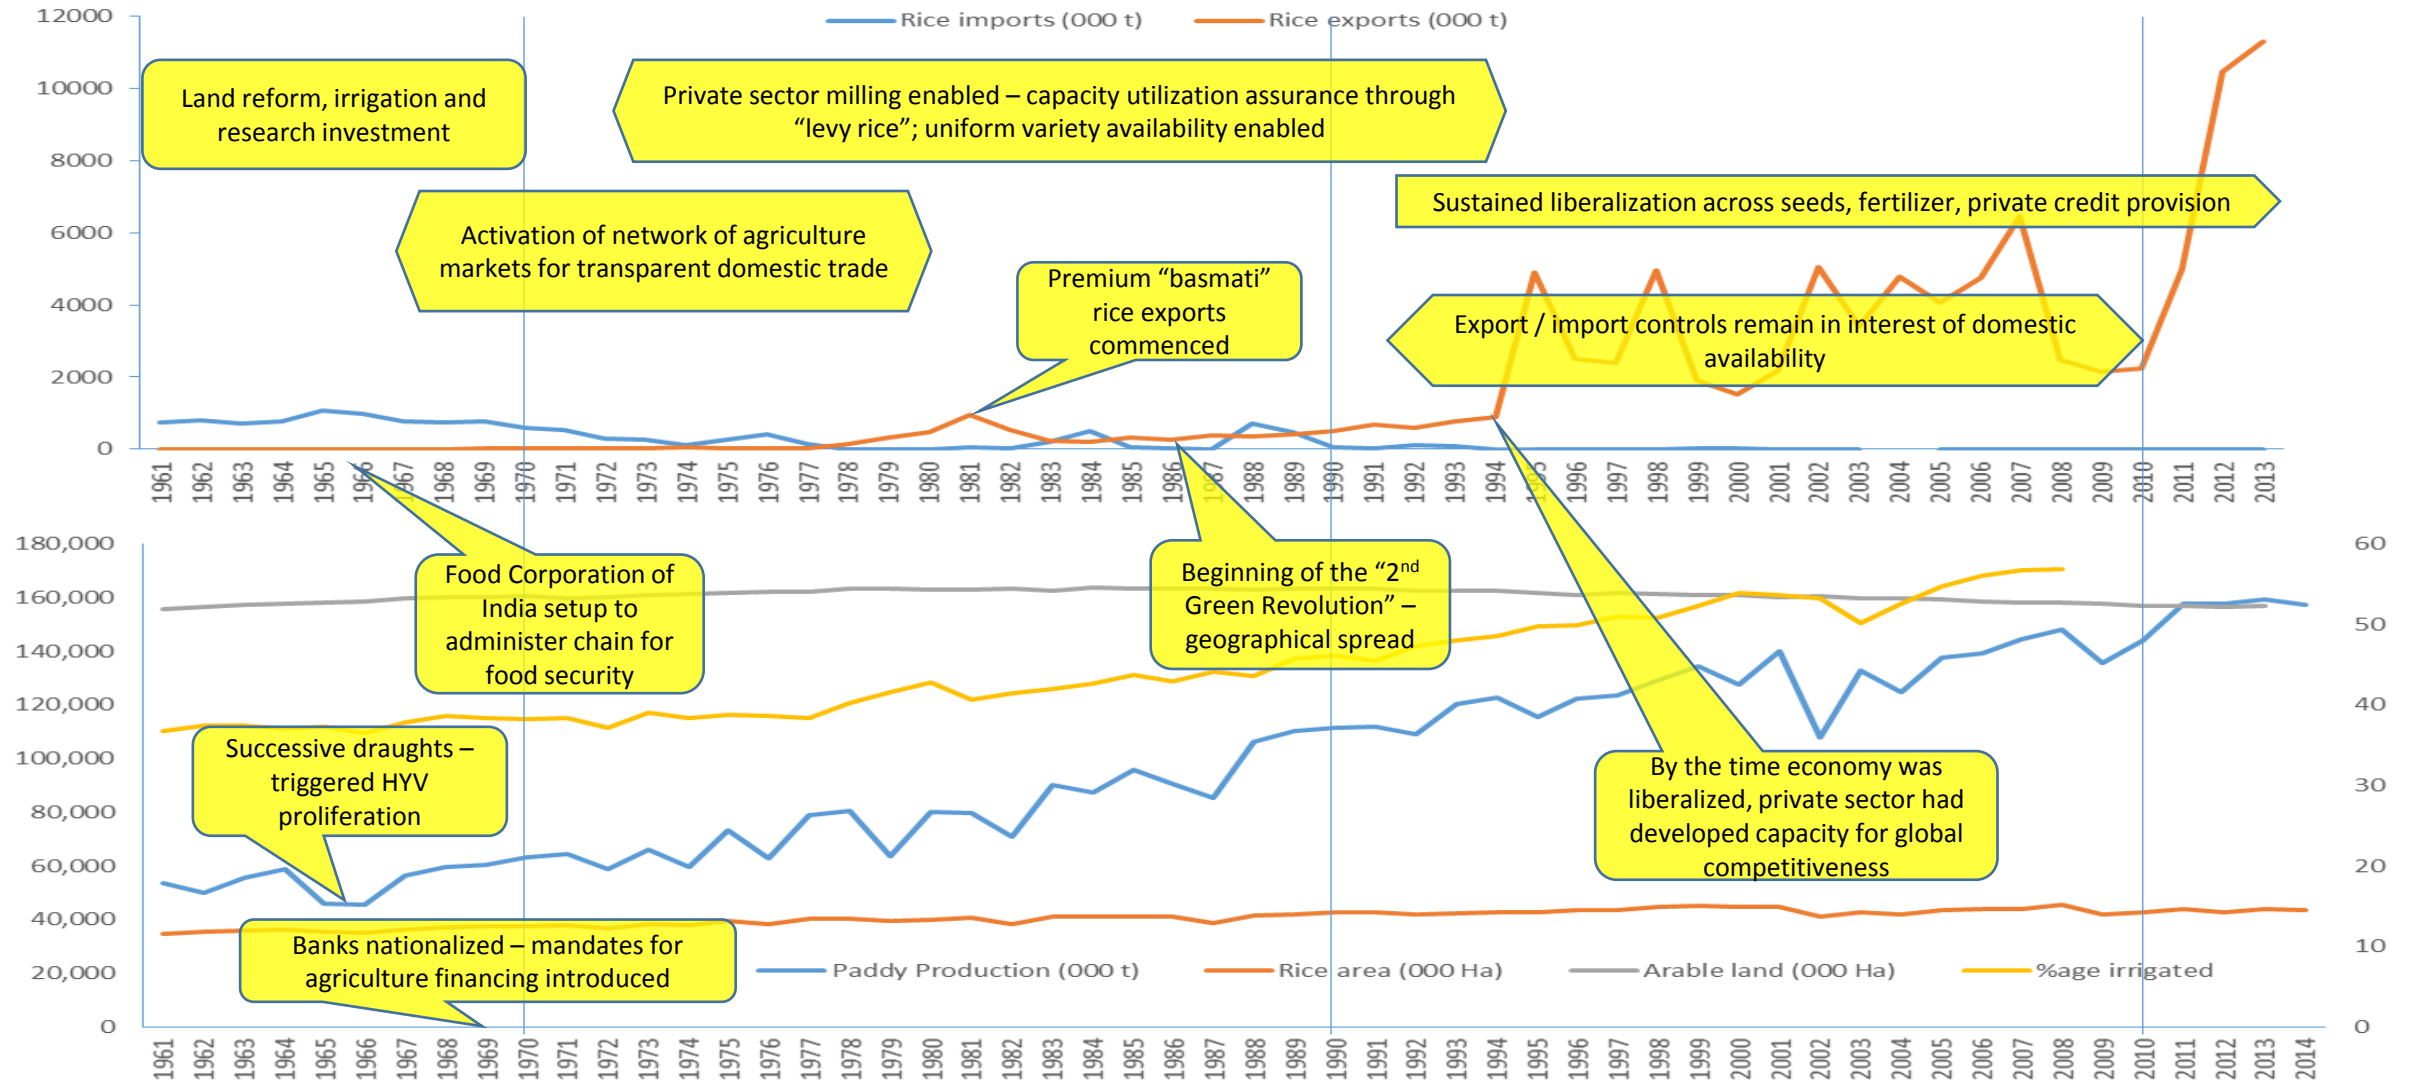 Rice imports (000 t)
Rice exports (000 t)
12000
10000
8000
6000
4000
2000
0
Land reform, irrigation and
research investment
Private sector milling enabled – capacity utilization assurance through
“levy rice”; uniform variety availability enabled
Activation of network of agriculture
markets for transparent domestic trade
Sustained liberalization across seeds, fertilizer, private credit provision
Premium “basmati”
rice exports
commenced
Export / import controls remain in interest of domestic
availability
1961 1962 1963 1964 1965 1966 1967 1968 1969 1970 1971 1972 1973 1974 1975 1976 1977 1978 1979 1980 1981 1982 1983 1984 1985 1986 1987 1988 1989 1990 1991 1992 1993 1994 1995 1996 1997 1998 1999 2000 2001 2002 2003 2004 2005 2006 2007 2008 2009 2010 2011 2012 2013
180,000
160,000
140,000
120,000
100,000
80,000
60,000
40,000
20,000
0
60
50
40
30
20
10
0
Food Corporation of
India setup to
administer chain for
food security
Beginning of the “2nd
Green Revolution” –
geographical spread
Successive draughts –
triggered HYV
proliferation
By the time economy was
liberalized, private sector had
developed capacity for global
competitiveness
Banks nationalized – mandates for
agriculture financing introduced
Paddy Production (000 t)
Rice area (000 Ha)
Arable land (000 Ha)
%age irrigated
1961 1962 1963 1964 1965 1966 1967 1968 1969 1970 1971 1972 1973 1974 1975 1976 1977 1978 1979 1980 1981 1982 1983 1984 1985 1986 1987 1988 1989 1990 1991 1992 1993 1994 1995 1996 1997 1998 1999 2000 2001 2002 2003 2004 2005 2006 2007 2008 2009 2010 2011 2012 2013 2014